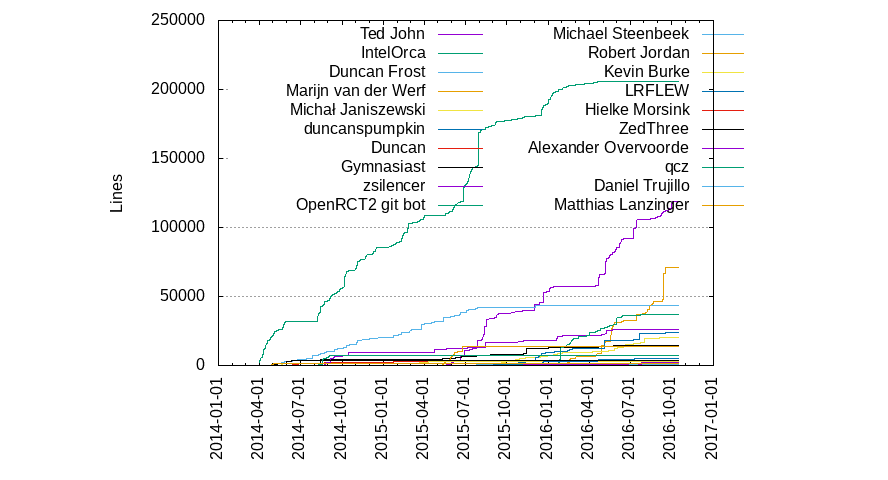 250000
200000
150000
100000
50000
0
Lines
Ted John
IntelOrca
Duncan Frost
Marijn van der Werf
Michał Janiszewski
duncanspumpkin
Duncan
Gymnasiast
zsilencer
OpenRCT2 git bot
Michael Steenbeek
Robert Jordan
Kevin Burke
LRFLEW
Hielke Morsink
ZedThree
Alexander Overvoorde
qcz
Daniel Trujillo
Matthias Lanzinger
2014-01-01
2014-04-01
2014-07-01
2014-10-01
2015-01-01
2015-04-01
2015-07-01
2015-10-01
2016-01-01
2016-04-01
2016-07-01
2016-10-01
2017-01-01